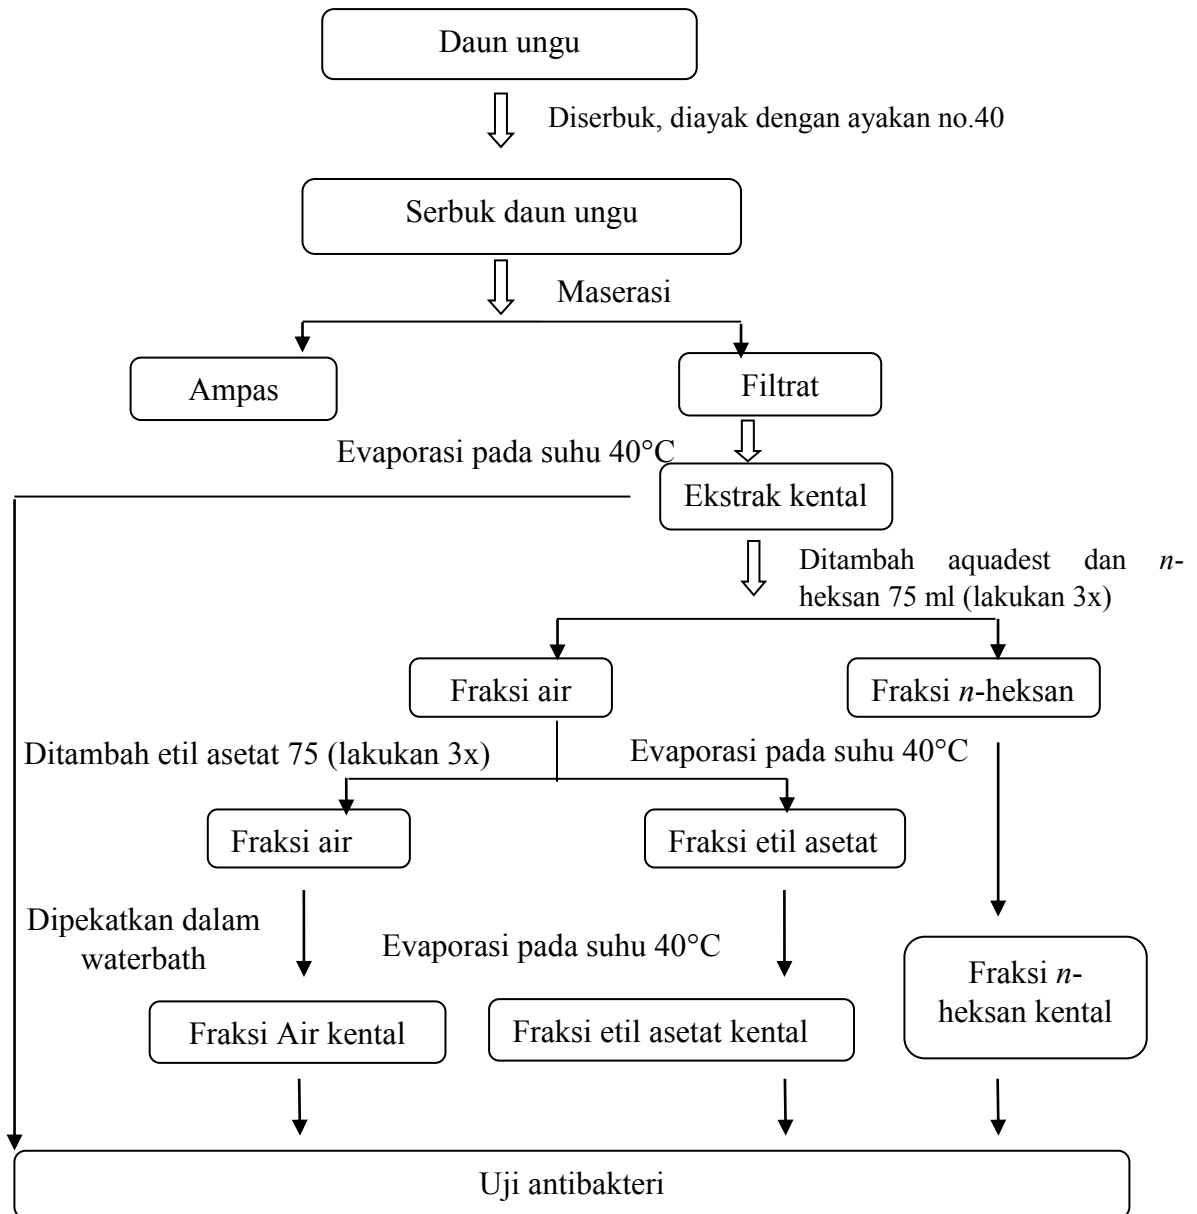 Daun ungu
Diserbuk, diayak dengan ayakan no.40
Serbuk daun ungu
Maserasi
Ampas
Filtrat
Evaporasi pada suhu 40°C
Ekstrak kental
Ditambah aquadest dan n-
heksan 75 ml (lakukan 3x)
Fraksi air
Fraksi n-heksan
Ditambah etil asetat 75 (lakukan 3x)
Evaporasi pada suhu 40°C
Fraksi air
Fraksi etil asetat
Dipekatkan dalam
waterbath
Evaporasi pada suhu 40°C
Fraksi n-
heksan kental
Fraksi Air kental
Fraksi etil asetat kental
Uji antibakteri